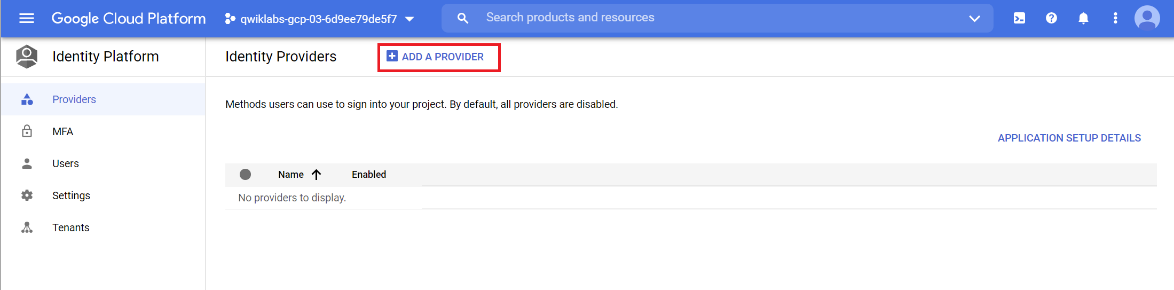 Google Cloud Platform qwiklabs-gcp-03-6d9ee79de5f7 Search products and resources
Identity Platform Identity Providers ADD A PROVIDER
Providers
MFA
Users
Settings
Tenants
Methods users can use to sign into your project. By default, all providers are disabled.
APPLICATION SETUP DETAILS
Name Enabled
No providers to display.